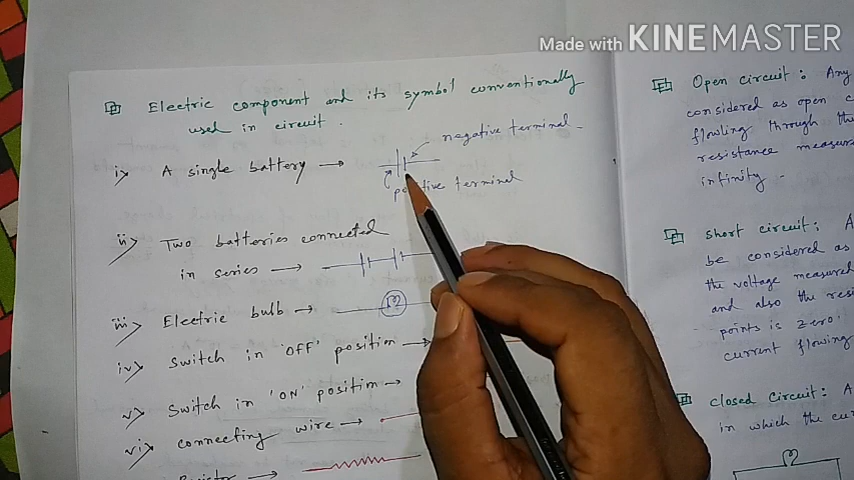 Made with KINEMASTER
Electric component and its symbol conventionally
used in circuit.
i> A single battery →
negative terminal.
positive terminal
ii> Two batteries connected
in series →
iii> Electric bulb →
iv> Switch in 'OFF' position →
v> Switch in 'ON' position →
vi> connecting wire →
Open circuit: Any
considered as open c
flowing through th
resistance measur
infinity.
Short circuit: A
be considered as
the voltage measured
and also the resi
points is zero.
current flowing
closed circuit: A
in which the cu